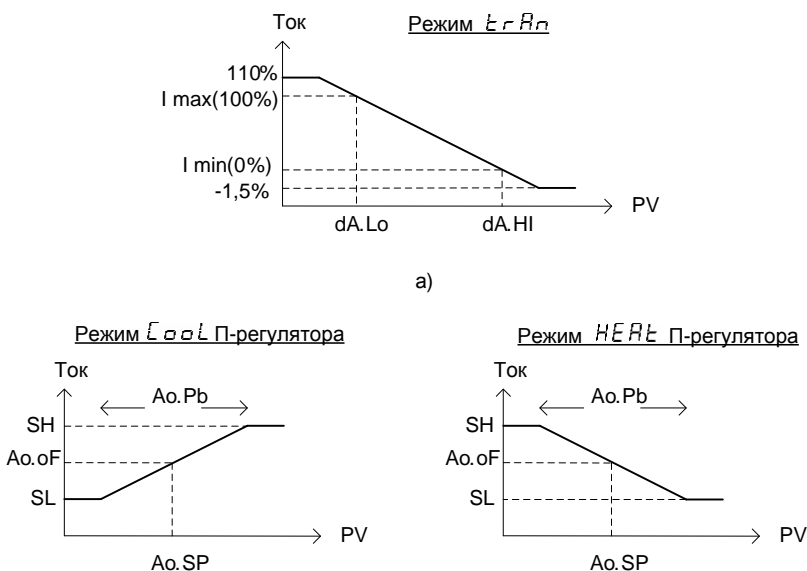 Ток
Режим trAn
110%
I max(100%)
I min(0%)
-1,5%
PV
dA.Lo
dA.HI
а)
Режим CooL П-регулятора
Ток
Ao.Pb
SH
Ao.oF
SL
PV
Ao.SP
Режим HEAt П-регулятора
Ток
Ao.Pb
SH
Ao.oF
SL
PV
Ao.SP